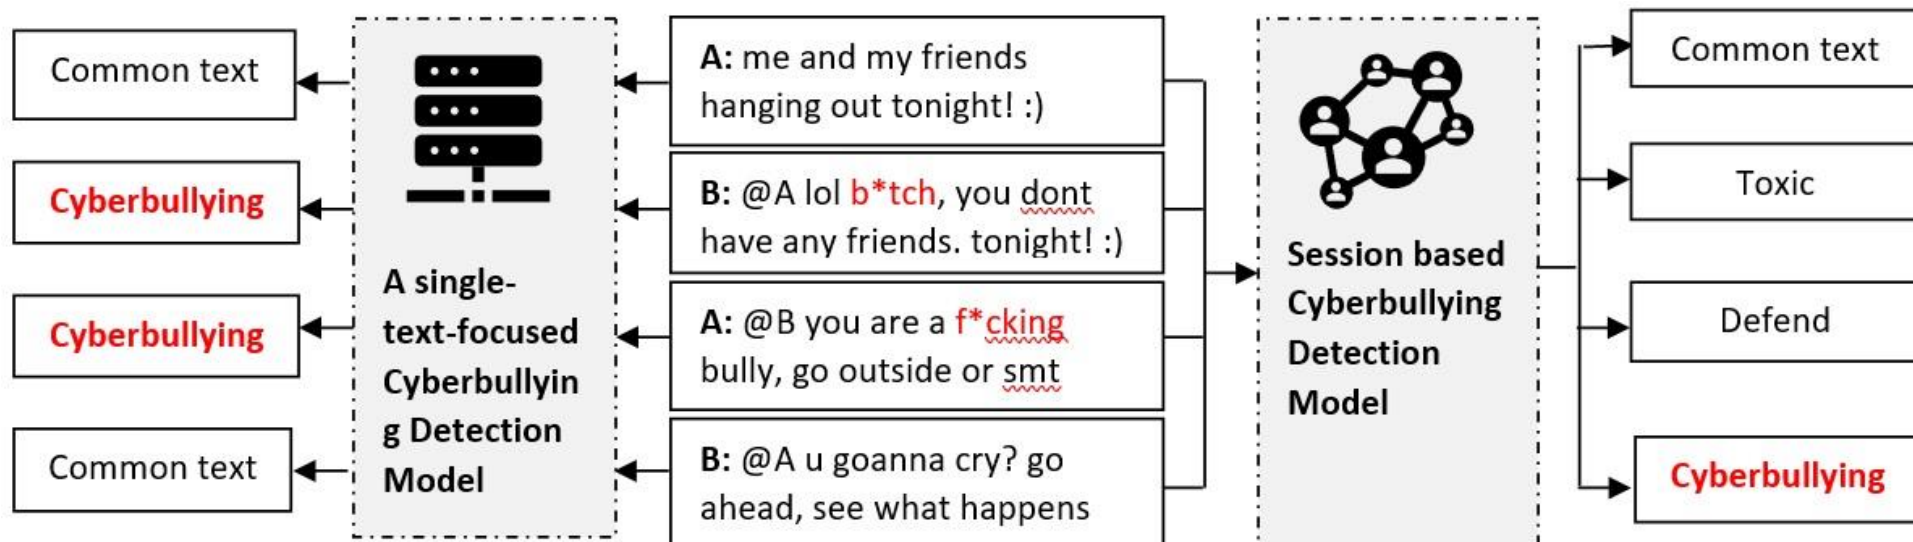 Common text
Cyberbullying
Cyberbullying
Common text
A single-
text-focused
Cyberbullyin
g Detection
Model
A: me and my friends
hanging out tonight! :)
B: @A lol b*tch, you dont
have any friends. tonight! :)
A: @B you are a f*cking
bully, go outside or smt
B: @A u goanna cry? go
ahead, see what happens
Session based
Cyberbullying
Detection
Model
Common text
Toxic
Defend
Cyberbullying